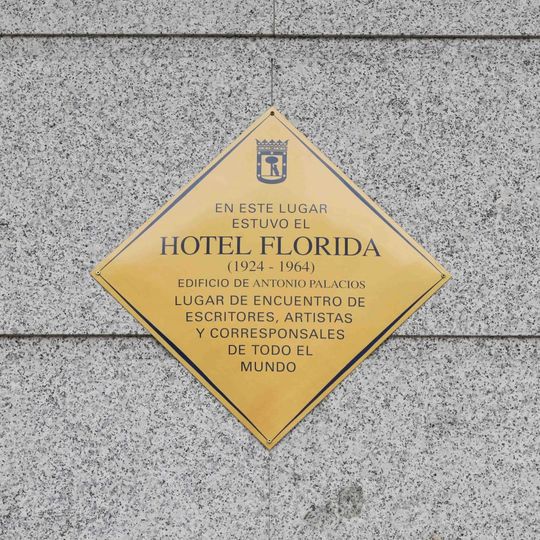 EN ESTE LUGAR
ESTUVO EL
HOTEL FLORIDA
(1924 - 1964)
EDIFICIO DE ANTONIO PALACIOS
LUGAR DE ENCUENTRO DE
ESCRITORES, ARTISTAS
Y CORRESPONSALES
DE TODO EL
MUNDO